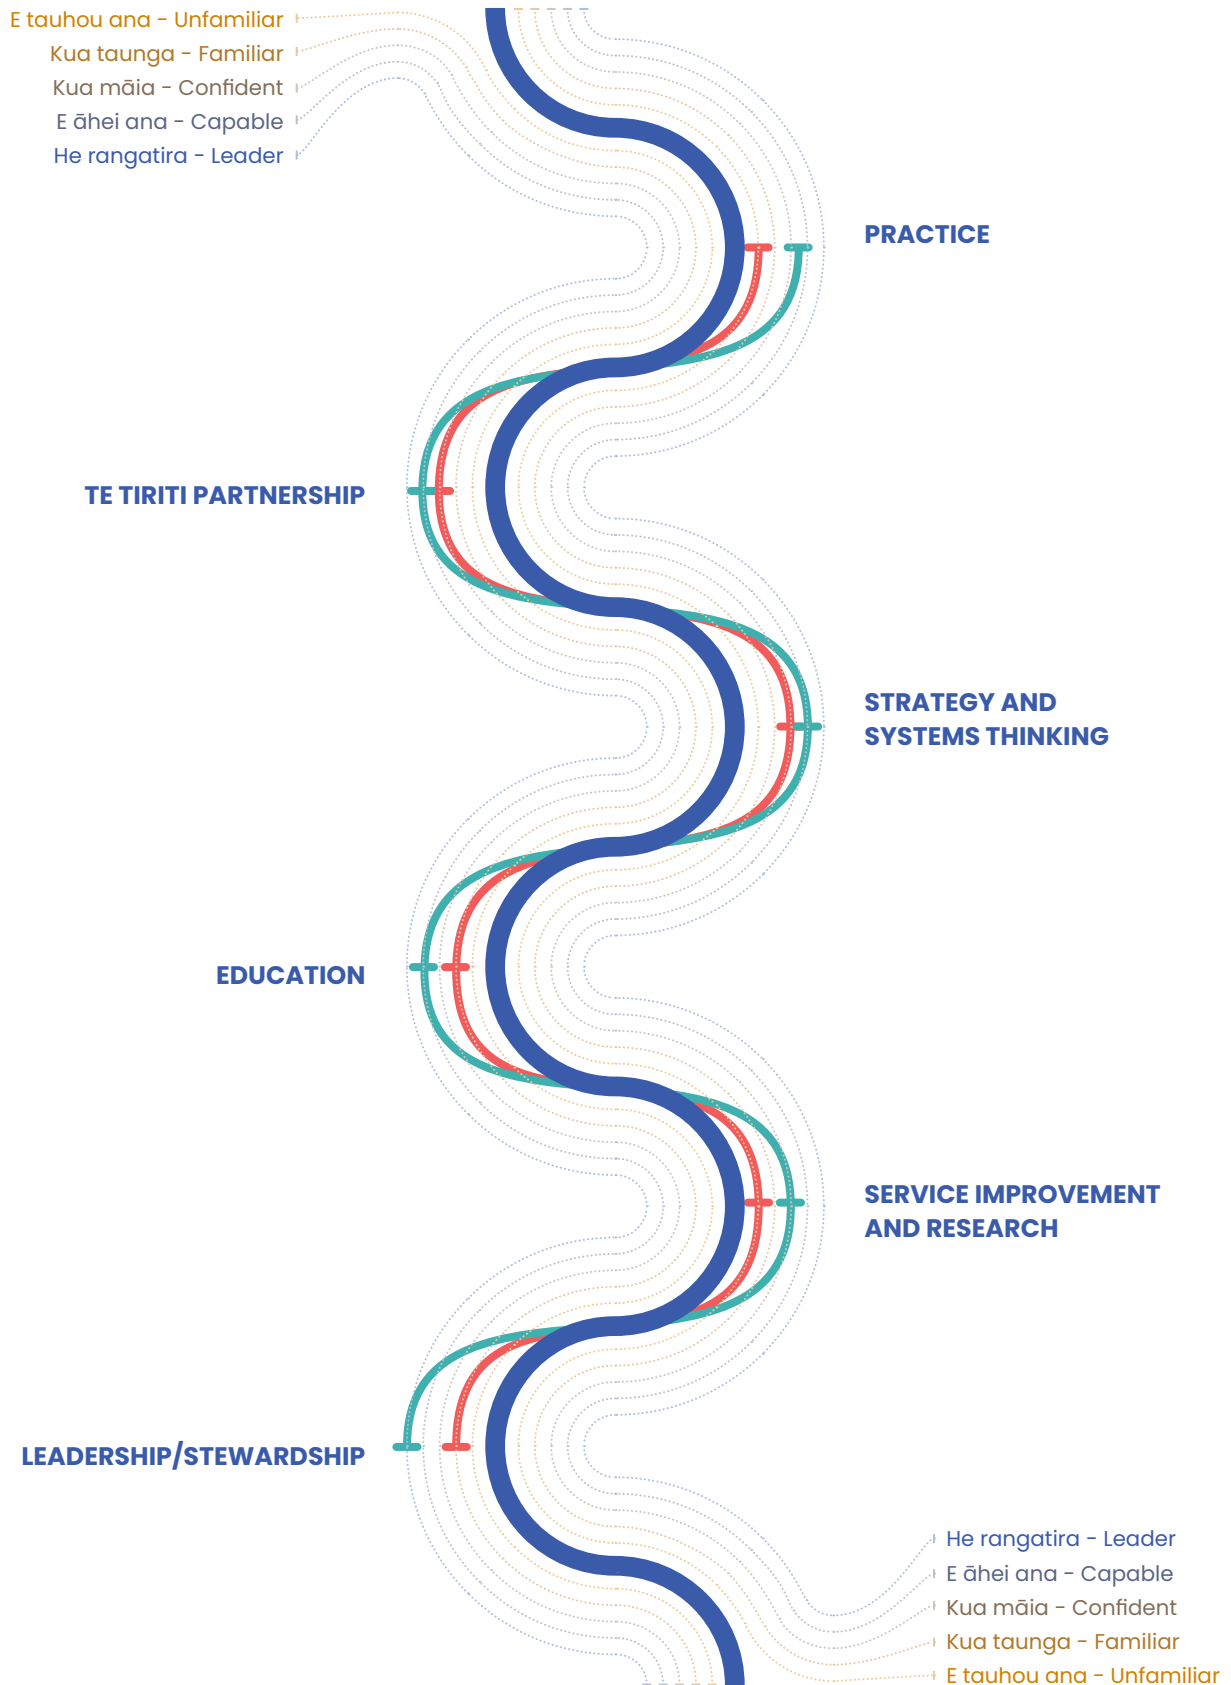 E tauhou ana - Unfamiliar
Kua taunga - Familiar
Kua māia - Confident
E āhei ana - Capable
He rangatira - Leader
PRACTICE
TE TIRITI PARTNERSHIP
STRATEGY AND
SYSTEMS THINKING
EDUCATION
SERVICE IMPROVEMENT
AND RESEARCH
LEADERSHIP/STEWARDSHIP
He rangatira - Leader
E āhei ana - Capable
Kua māia - Confident
Kua taunga - Familiar
E tauhou ana - Unfamiliar